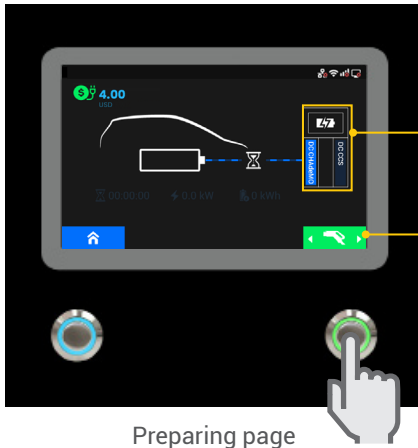 $ 4.00
USD
DC CHAdeMO
DC CCS
00:00:00 0.0 kW 0 kWh
Preparing page